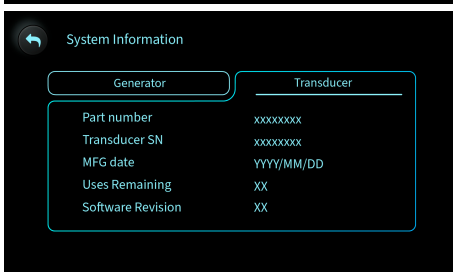 System Information
Generator Transducer
Part number xxxxxxxx
Transducer SN xxxxxxxx
MFG date YYYY/MM/DD
Uses Remaining XX
Software Revision XX